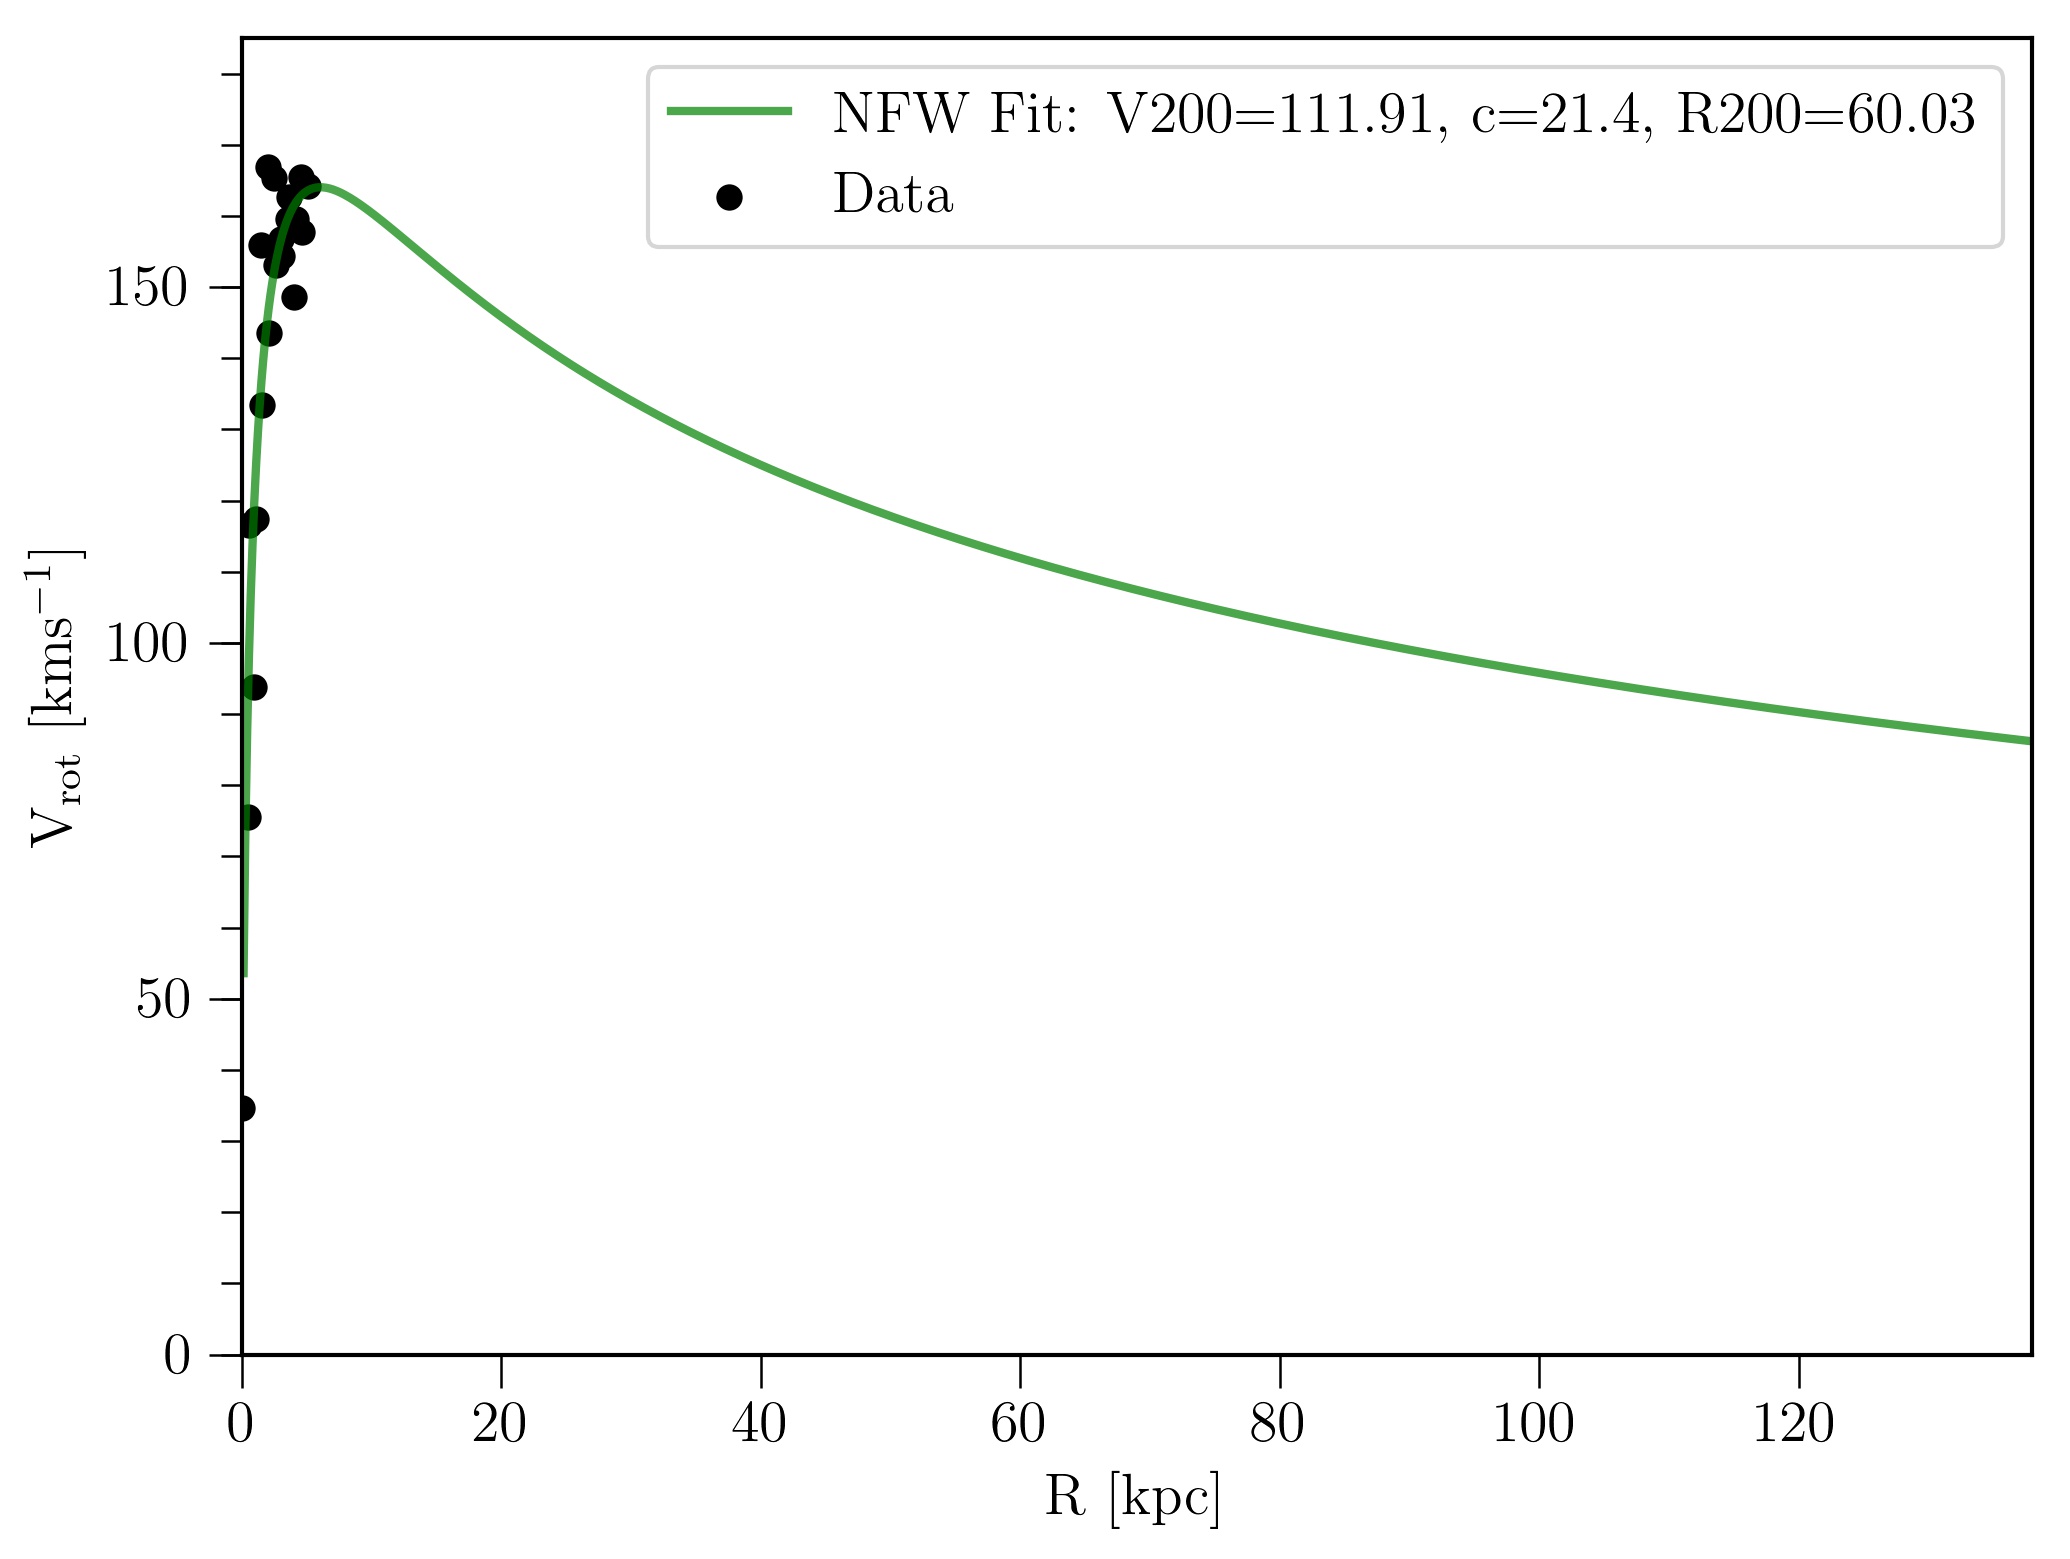 NFW Fit: V200=111.91, c=21.4, R200=60.03
Data
150
100
50
0
V_rot [kms⁻¹]
0 20 40 60 80 100 120
R [kpc]